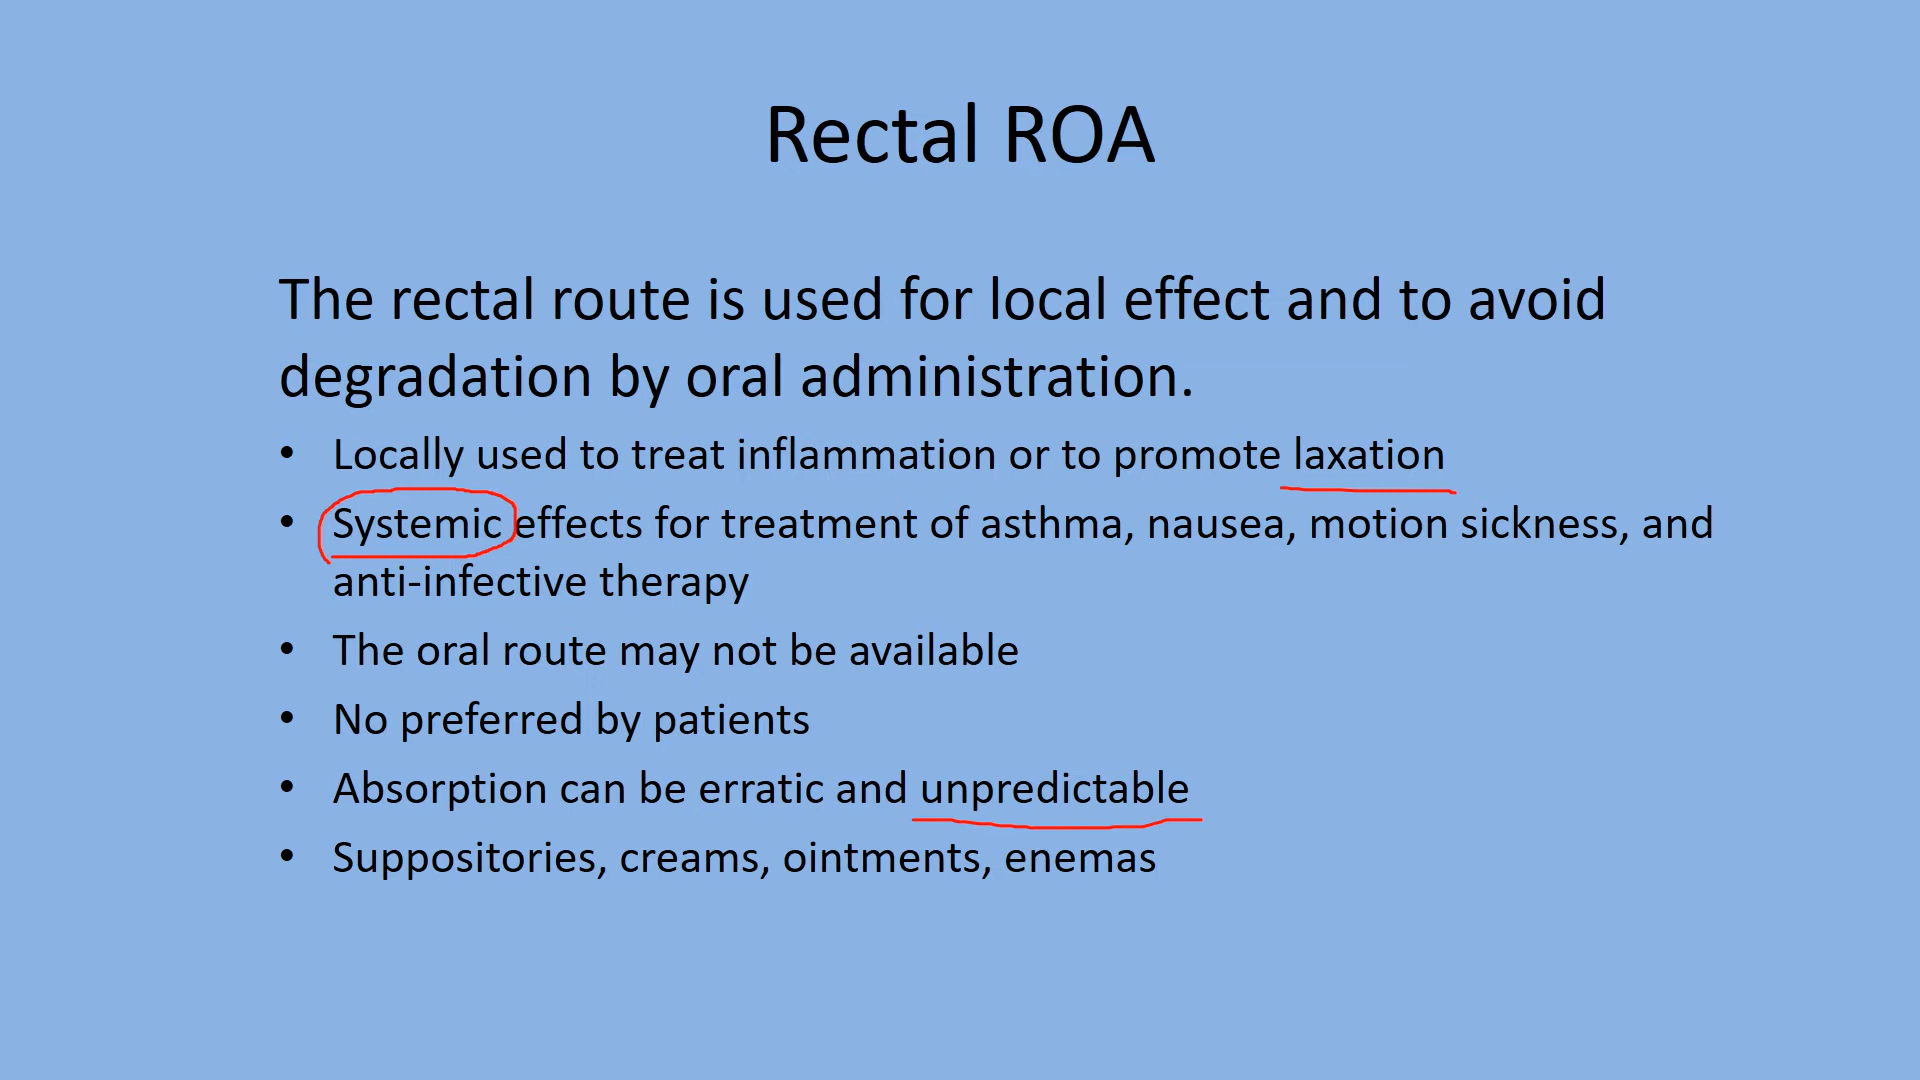 Rectal ROA
The rectal route is used for local effect and to avoid
degradation by oral administration.
• Locally used to treat inflammation or to promote laxation
• Systemic effects for treatment of asthma, nausea, motion sickness, and
anti-infective therapy
• The oral route may not be available
• No preferred by patients
• Absorption can be erratic and unpredictable
• Suppositories, creams, ointments, enemas